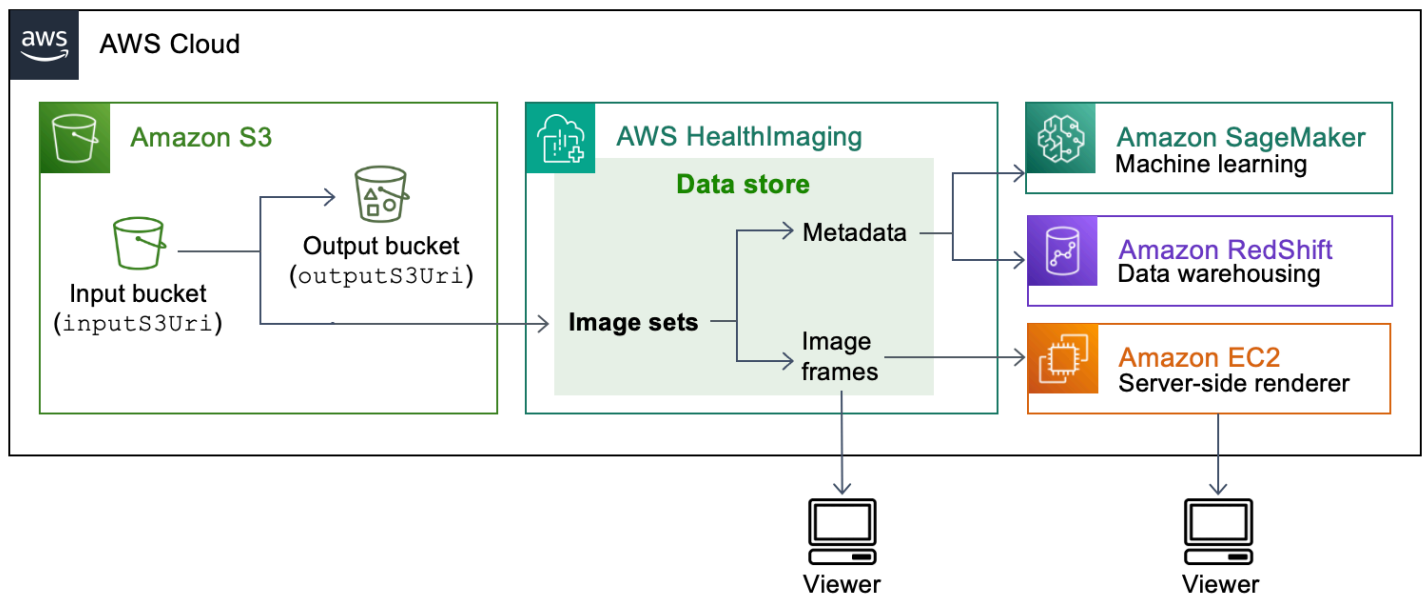 aws
AWS Cloud
Amazon S3
Input bucket
(inputS3Uri)
Output bucket
(outputS3Uri)
AWS HealthImaging
Data store
Image sets
Metadata
Image
frames
Amazon SageMaker
Machine learning
Amazon RedShift
Data warehousing
Amazon EC2
Server-side renderer
Viewer
Viewer